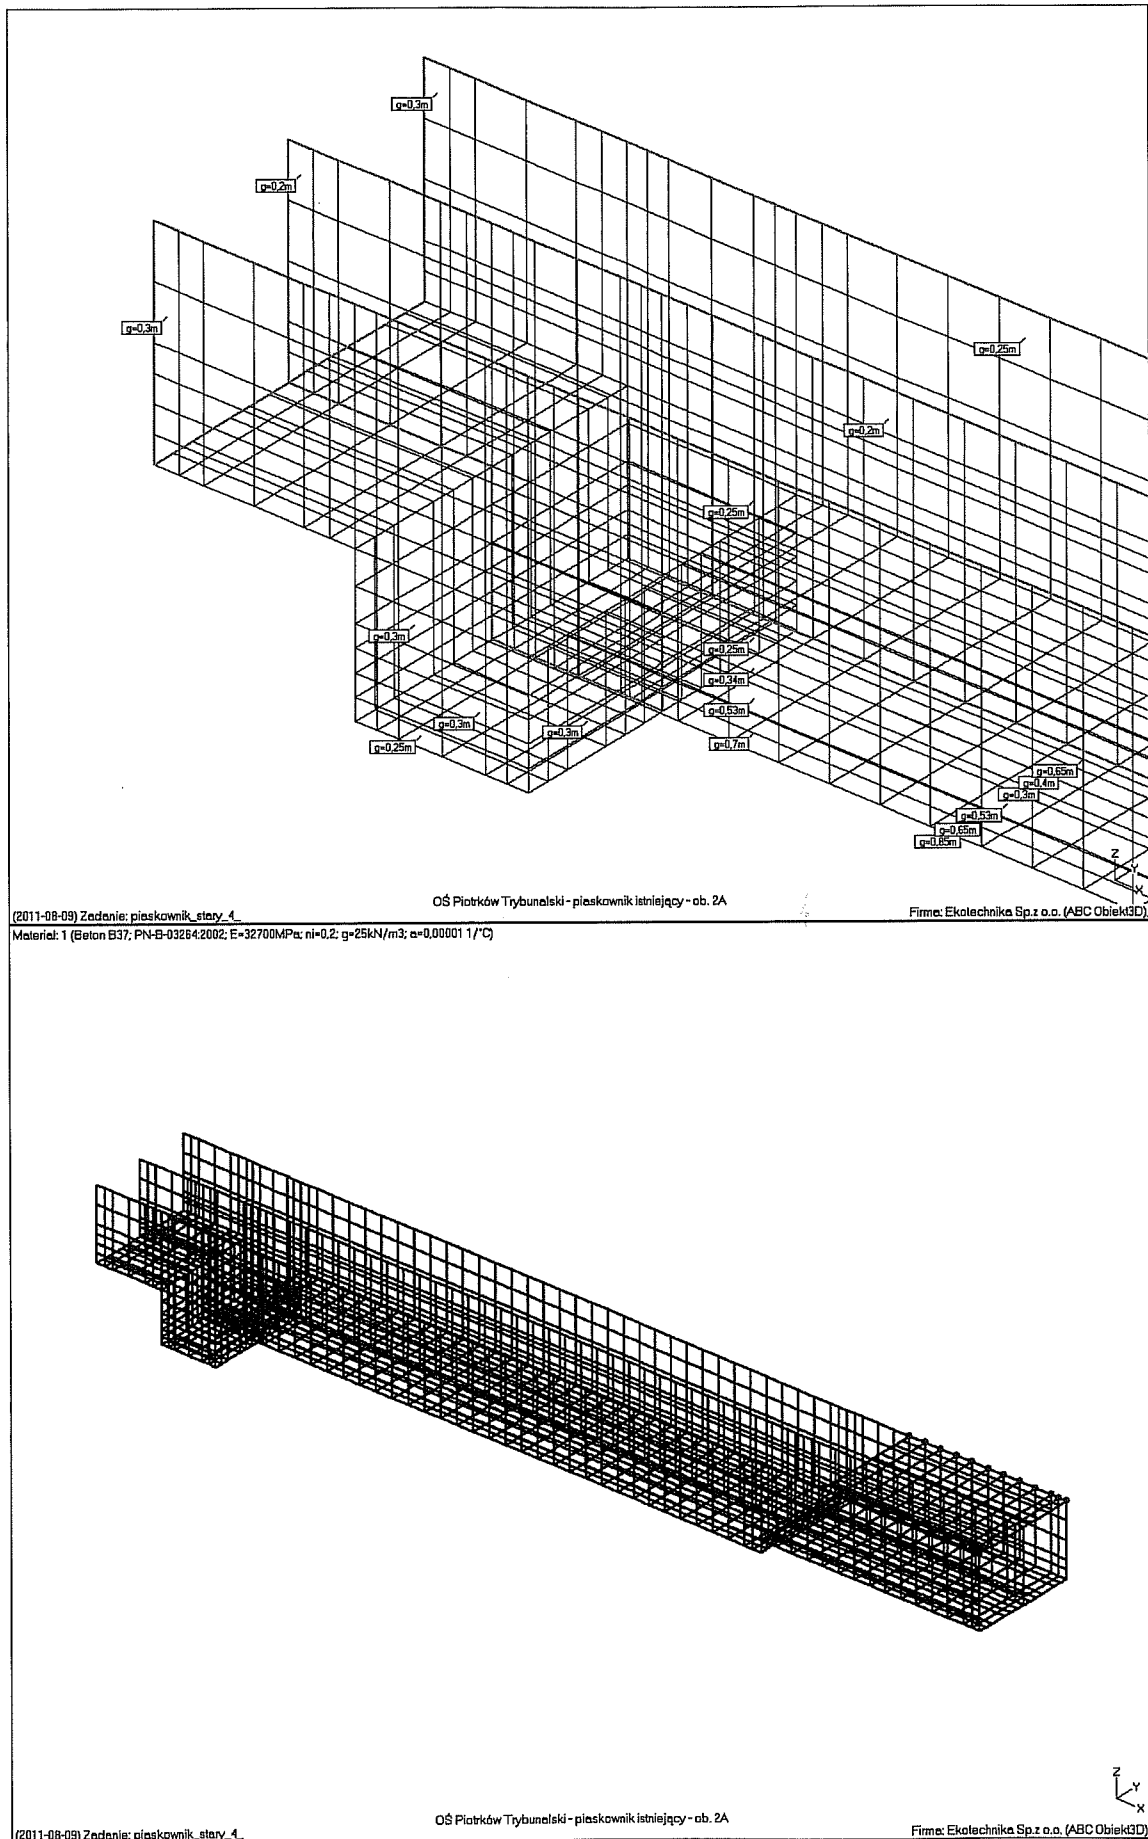 g=0,3m
g=0,2m
g=0,3m
g=0,25m
g=0,2m
g=0,25m
g=0,3m
g=0,25m
g=0,34m
g=0,53m
g=0,3m
g=0,3m
g=0,25m
g=0,7m
g=0,65m
g=0,4m
g=0,3m
g=0,53m
g=0,65m
g=0,85m
Z
Y
X
OŚ Piotrków Trybunalski - piaskownik istniejący - ob. 2A
(2011-08-09) Zadanie: piaskownik_stary_4_
Firma: Ekotechnika Sp.z o.o. (ABC Obiekt3D)
Materiał: 1 (Beton B37; PN-B-03264:2002; E=32700MPa; ni=0,2; g=25kN/m3; a=0,00001 1/°C)
Z
Y
X
OŚ Piotrków Trybunalski - piaskownik istniejący - ob. 2A
(2011-08-09) Zadanie: piaskownik_stary_4_
Firma: Ekotechnika Sp.z o.o. (ABC Obiekt3D)